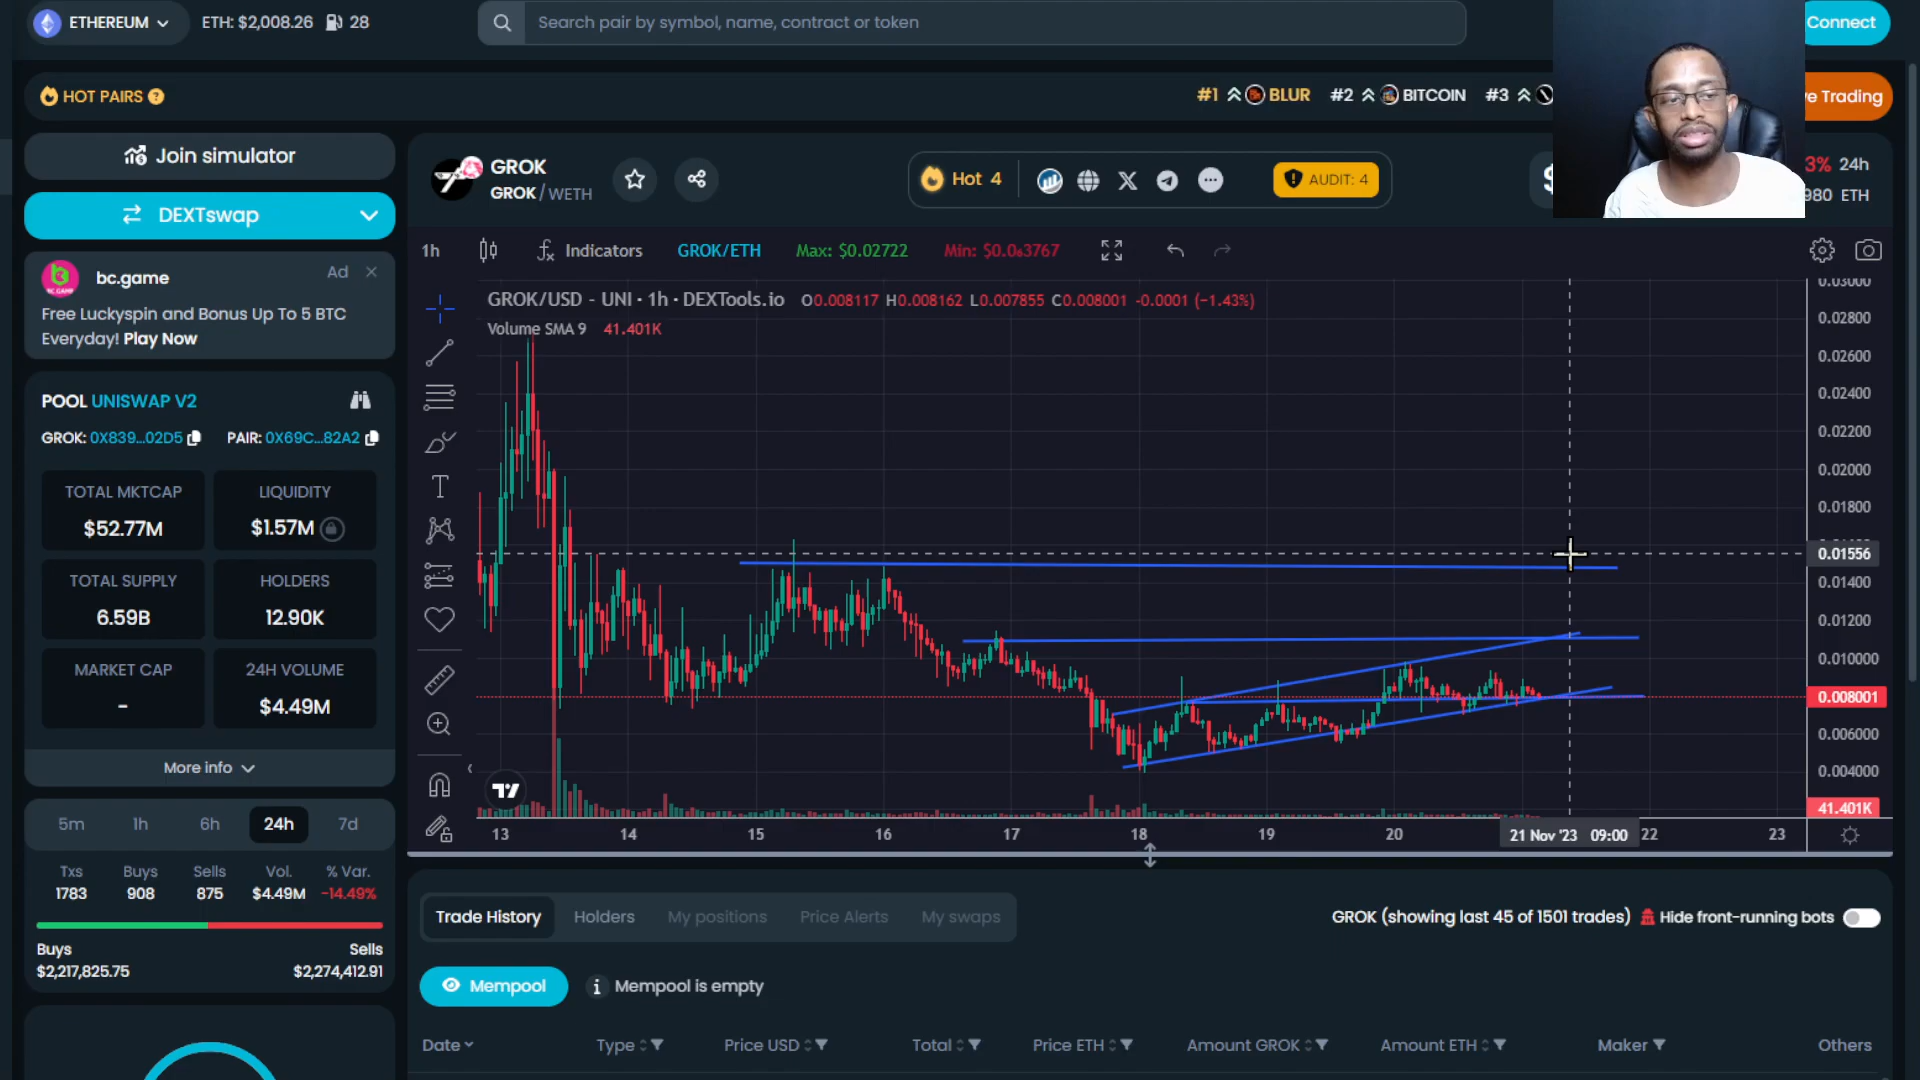 ETHEREUM
ETH: $2,008.26
28
Search pair by symbol, name, contract or token
Connect
HOT PAIRS
#1 BLUR #2 BITCOIN #3
e Trading
Join simulator
DEXTswap
bc.game
Ad
Free Luckyspin and Bonus Up To 5 BTC
Everyday! Play Now
GROK
GROK / WETH
Hot 4
AUDIT: 4
3% 24h
980 ETH
1h
Indicators
GROK/ETH
Max: $0.02722
Min: $0.0₆3767
GROK/USD - UNI · 1h · DEXTools.io O0.008117 H0.008162 L0.007855 C0.008001 -0.0001 (−1.43%)
Volume SMA 9 41.401K
POOL UNISWAP V2
GROK: 0X839...02D5
PAIR: 0X69C...82A2
TOTAL MKTCAP
$52.77M
LIQUIDITY
$1.57M
TOTAL SUPPLY
6.59B
HOLDERS
12.90K
MARKET CAP
-
24H VOLUME
$4.49M
More info
5m 1h 6h 24h 7d
Txs Buys Sells Vol. % Var.
1783 908 875 $4.49M -14.49%
Buys Sells
$2,217,825.75 $2,274,412.91
0.03000
0.02800
0.02600
0.02400
0.02200
0.02000
0.01800
0.01556
0.01400
0.01200
0.010000
0.008001
0.006000
0.004000
41.401K
13 14 15 16 17 18 19 20 21 Nov '23 09:00 22 23
Trade History Holders My positions Price Alerts My swaps
GROK (showing last 45 of 1501 trades) Hide front-running bots
Mempool
Mempool is empty
Date Type Price USD Total Price ETH Amount GROK Amount ETH Maker Others